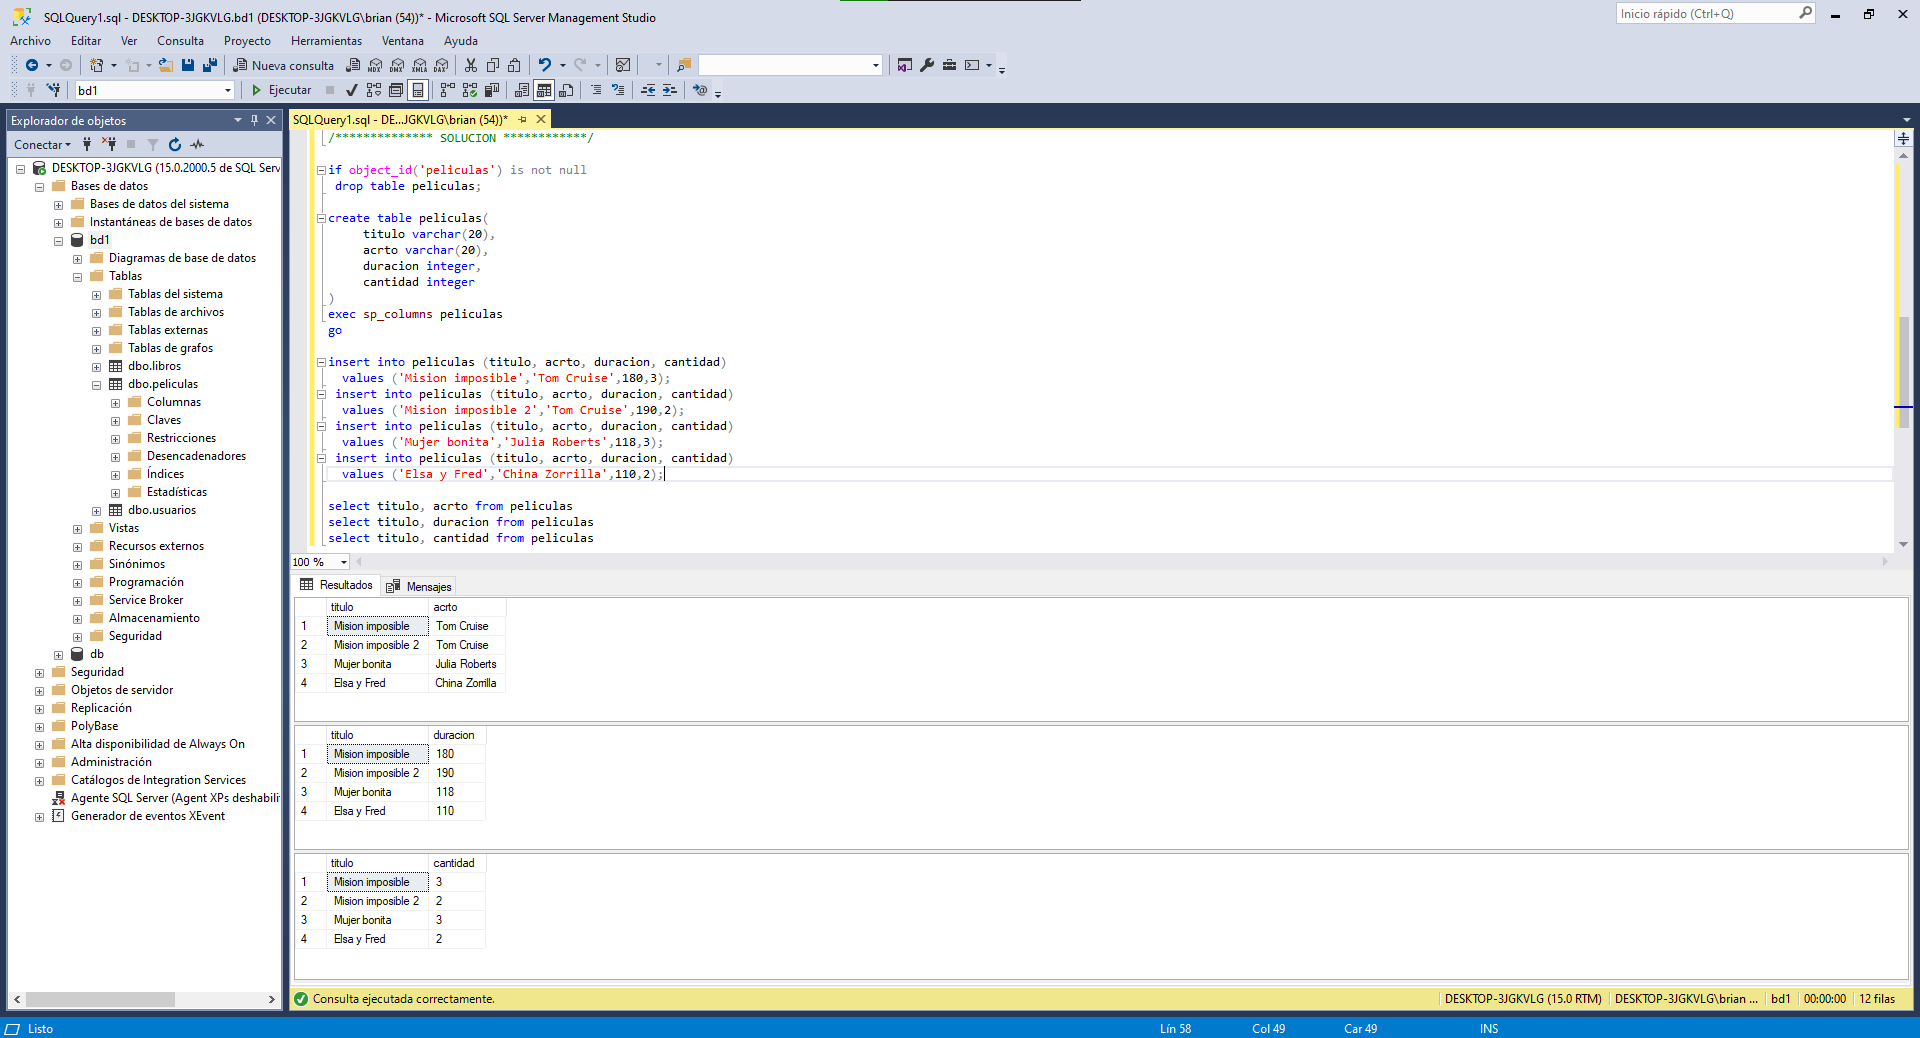 SQLQuery1.sql - DESKTOP-3JGKVLG.bd1 (DESKTOP-3JGKVLG\brian (54))* - Microsoft SQL Server Management Studio
Inicio rápido (Ctrl+Q)
Archivo Editar Ver Consulta Proyecto Herramientas Ventana Ayuda
Nueva consulta MDX DMX XMLA DAX
bd1 Ejecutar
Explorador de objetos
Conectar
DESKTOP-3JGKVLG (15.0.2000.5 de SQL Serv
Bases de datos
Bases de datos del sistema
Instantáneas de bases de datos
bd1
Diagramas de base de datos
Tablas
Tablas del sistema
Tablas de archivos
Tablas externas
Tablas de grafos
dbo.libros
dbo.peliculas
Columnas
Claves
Restricciones
Desencadenadores
Índices
Estadísticas
dbo.usuarios
Vistas
Recursos externos
Sinónimos
Programación
Service Broker
Almacenamiento
Seguridad
db
Seguridad
Objetos de servidor
Replicación
PolyBase
Alta disponibilidad de Always On
Administración
Catálogos de Integration Services
Agente SQL Server (Agent XPs deshabili
Generador de eventos XEvent
SQLQuery1.sql - DE...JGKVLG\brian (54))*
/************** SOLUCION ************/
if object_id('peliculas') is not null
drop table peliculas;
create table peliculas(
titulo varchar(20),
acrto varchar(20),
duracion integer,
cantidad integer
)
exec sp_columns peliculas
go
insert into peliculas (titulo, acrto, duracion, cantidad)
values ('Mision imposible','Tom Cruise',180,3);
insert into peliculas (titulo, acrto, duracion, cantidad)
values ('Mision imposible 2','Tom Cruise',190,2);
insert into peliculas (titulo, acrto, duracion, cantidad)
values ('Mujer bonita','Julia Roberts',118,3);
insert into peliculas (titulo, acrto, duracion, cantidad)
values ('Elsa y Fred','China Zorrilla',110,2);
select titulo, acrto from peliculas
select titulo, duracion from peliculas
select titulo, cantidad from peliculas
100 %
Resultados Mensajes
titulo acrto
1 Mision imposible Tom Cruise
2 Mision imposible 2 Tom Cruise
3 Mujer bonita Julia Roberts
4 Elsa y Fred China Zorrilla
titulo duracion
1 Mision imposible 180
2 Mision imposible 2 190
3 Mujer bonita 118
4 Elsa y Fred 110
titulo cantidad
1 Mision imposible 3
2 Mision imposible 2 2
3 Mujer bonita 3
4 Elsa y Fred 2
Consulta ejecutada correctamente.
DESKTOP-3JGKVLG (15.0 RTM) DESKTOP-3JGKVLG\brian ... bd1 00:00:00 12 filas
Listo Lín 58 Col 49 Car 49 INS